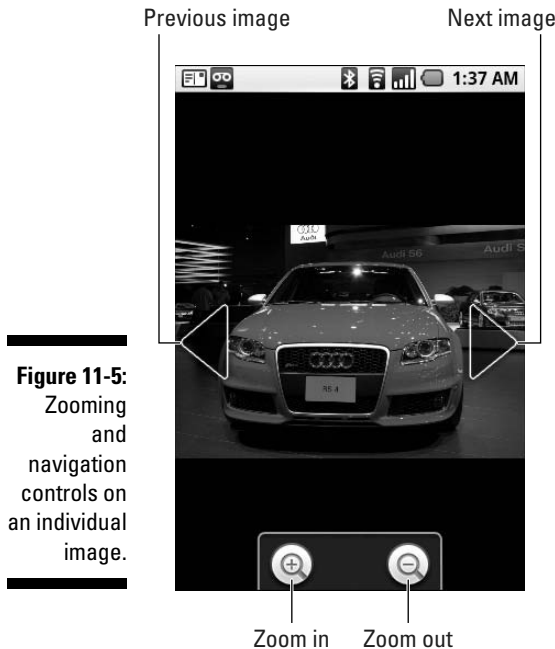 Previous image
Next image
1:37 AM
Audi
Audi S6
Audi S
RS 4
Figure 11-5:
Zooming
and
navigation
controls on
an individual
image.
Zoom in
Zoom out